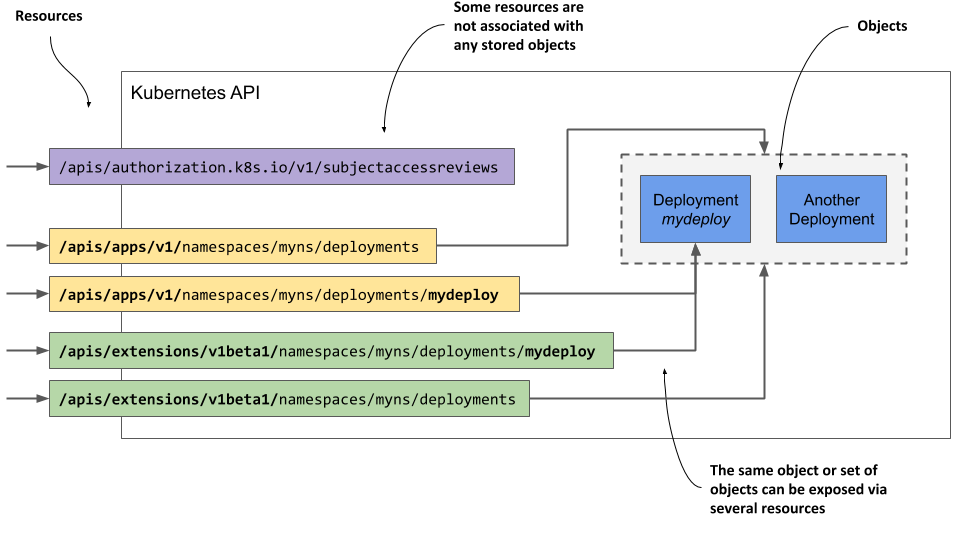 Resources
Some resources are
not associated with
any stored objects
Objects
Kubernetes API
/apis/authorization.k8s.io/v1/subjectaccessreviews
Deployment
mydeploy
Another
Deployment
/apis/apps/v1/namespaces/myns/deployments
/apis/apps/v1/namespaces/myns/deployments/mydeploy
/apis/extensions/v1beta1/namespaces/myns/deployments/mydeploy
/apis/extensions/v1beta1/namespaces/myns/deployments
The same object or set of
objects can be exposed via
several resources